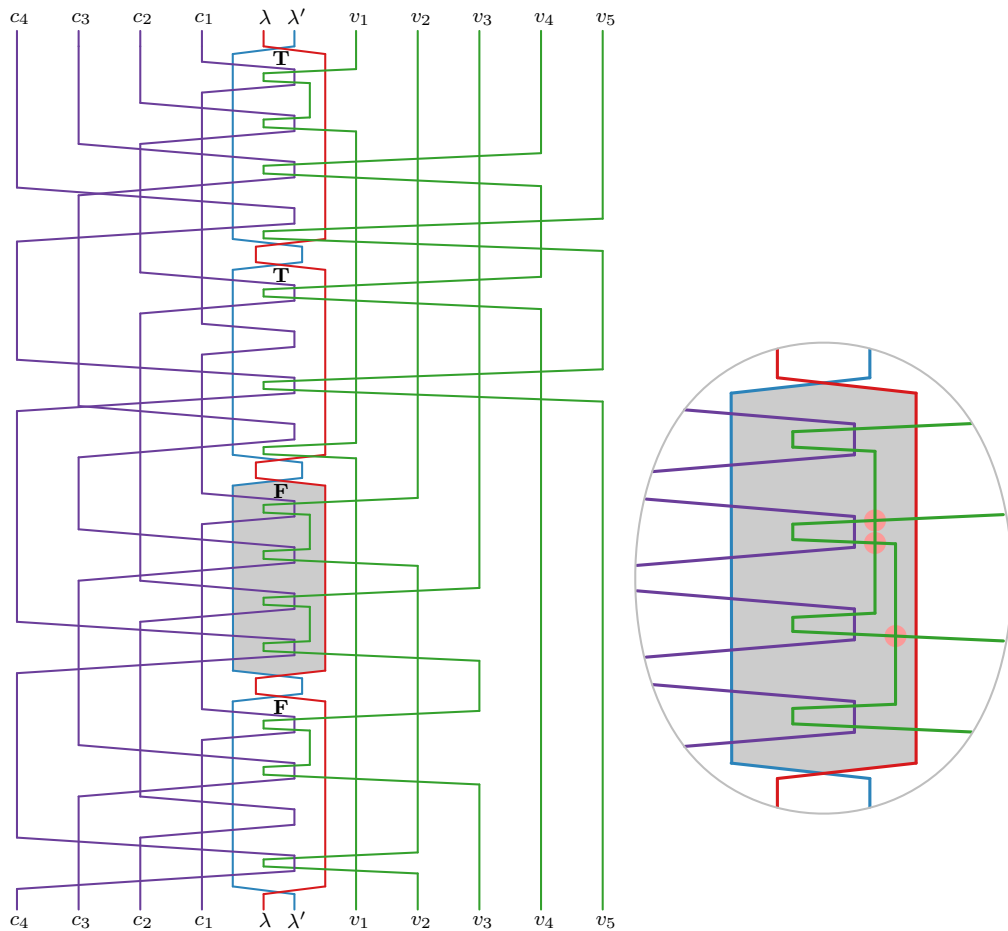 c₄ c₃ c₂ c₁ λ λ′ v₁ v₂ v₃ v₄ v₅
T
T
F
F
c₄ c₃ c₂ c₁ λ λ′ v₁ v₂ v₃ v₄ v₅